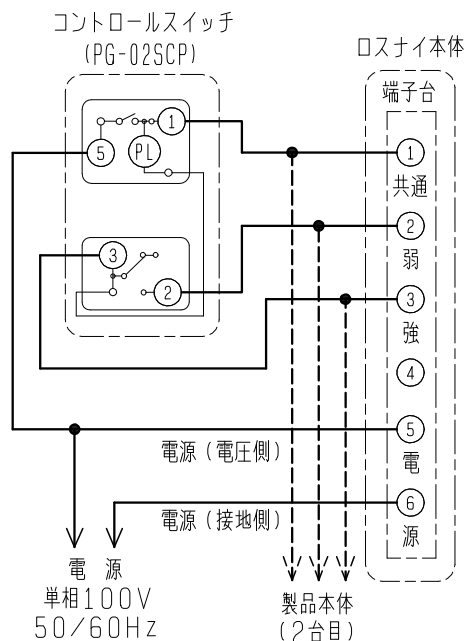 コントロールスイッチ
(PG-02SCP)
ロスナイ本体
端子台
1
5
PL
3
2
1
共通
2
弱
3
強
4
5
電
6
源
電源(電圧側)
電源(接地側)
電 源
単相100V
50/60Hz
製品本体
(2台目)